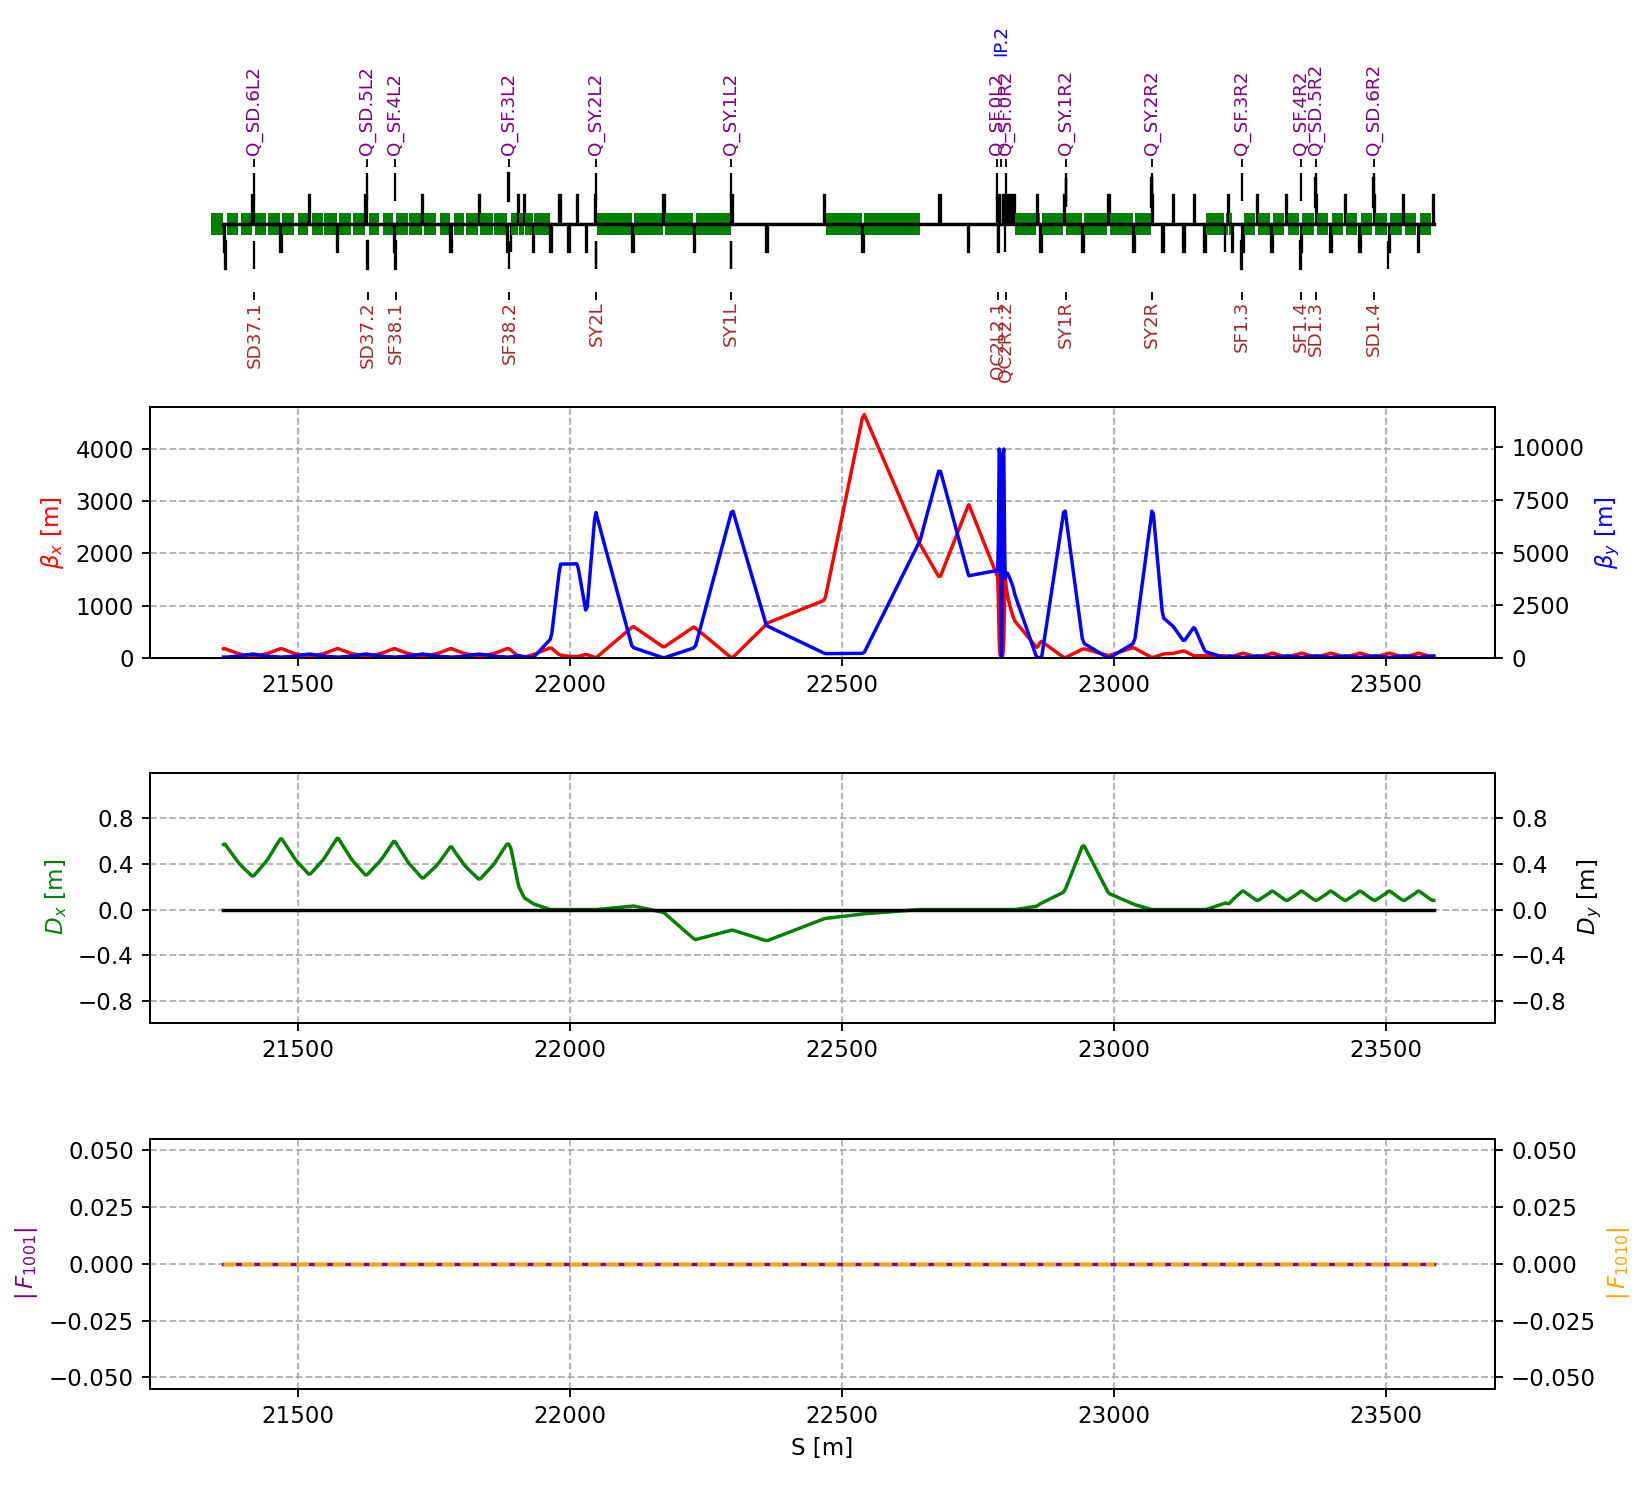 IP.2
Q_SD.6L2
Q_SD.5L2
Q_SF.4L2
Q_SF.3L2
Q_SY.2L2
Q_SY.1L2
Q_SF.0L2
Q_SF.0R2
Q_SY.1R2
Q_SY.2R2
Q_SF.3R2
Q_SF.4R2
Q_SD.5R2
Q_SD.6R2
SD37.1
SD37.2
SF38.1
SF38.2
SY2L
SY1L
QC2L2.1
QC2R2.2
SY1R
SY2R
SF1.3
SF1.4
SD1.3
SD1.4
βx [m]
4000
3000
2000
1000
0
10000
7500
5000
2500
0
βy [m]
21500 22000 22500 23000 23500
Dx [m]
0.8
0.4
0.0
−0.4
−0.8
0.8
0.4
0.0
−0.4
−0.8
Dy [m]
21500 22000 22500 23000 23500
|F1001|
0.050
0.025
0.000
−0.025
−0.050
0.050
0.025
0.000
−0.025
−0.050
|F1010|
21500 22000 22500 23000 23500
S [m]